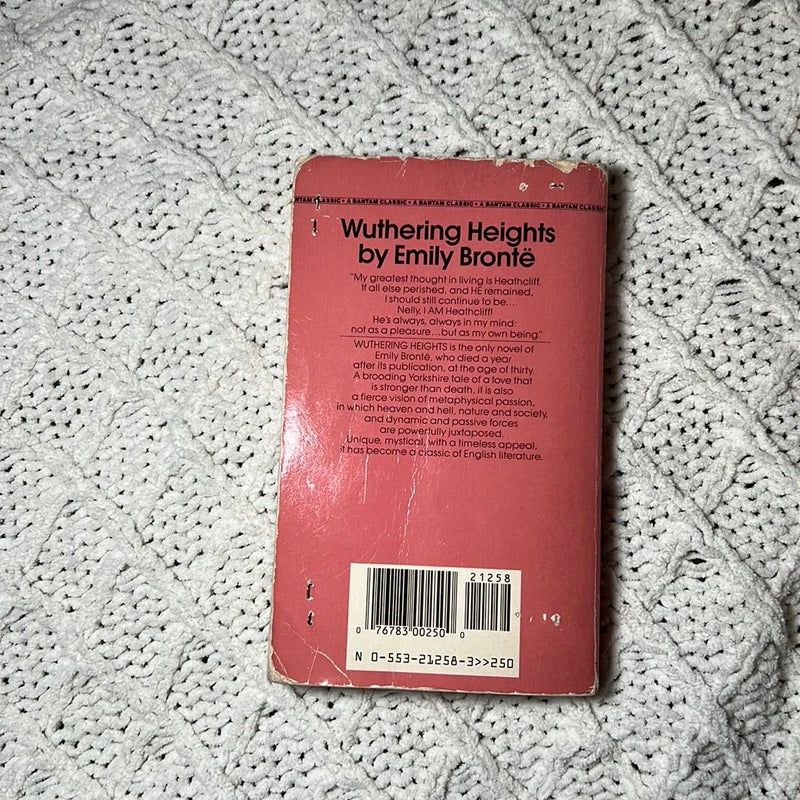 NTAM CLASSIC • A BANTAM CLASSIC • A BANTAM CLASSIC • A BANTAM CLASSIC • A BANTAM CLASSIC
Wuthering Heights
by Emily Brontë
"My greatest thought in living is Heathcliff.
If all else perished, and HE remained,
I should still continue to be....
Nelly, I AM Heathcliff!
He's always, always in my mind:
not as a pleasure...but as my own being."
WUTHERING HEIGHTS is the only novel of
Emily Brontë, who died a year
after its publication, at the age of thirty.
A brooding Yorkshire tale of a love that
is stronger than death, it is also
a fierce vision of metaphysical passion,
in which heaven and hell, nature and society,
and dynamic and passive forces
are powerfully juxtaposed.
Unique, mystical, with a timeless appeal,
it has become a classic of English literature.
21258
0 76783 00250 0
N 0-553-21258-3>>250